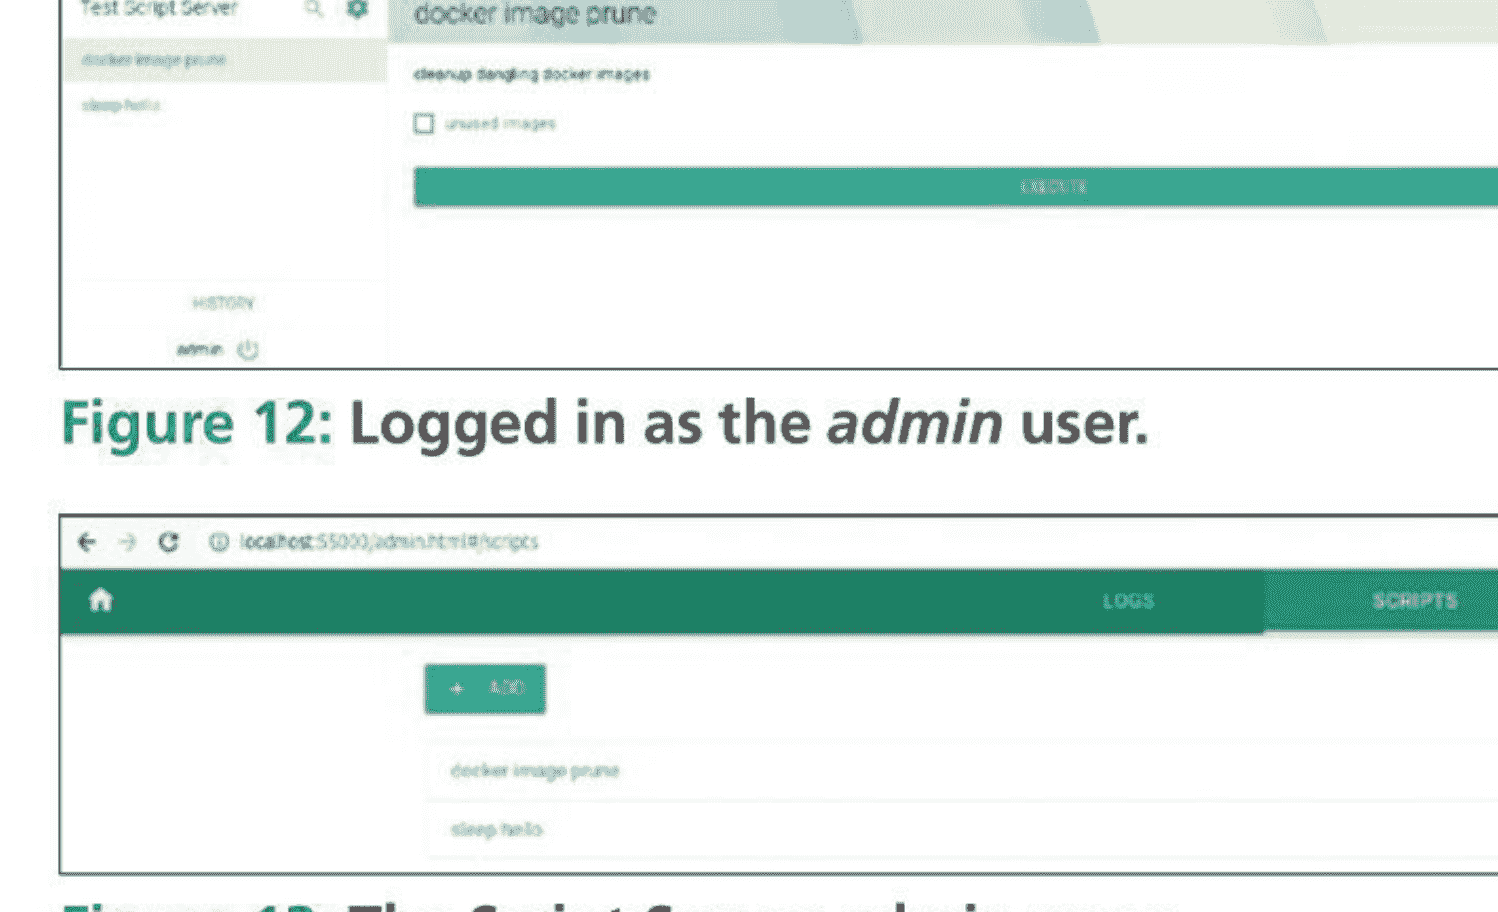 Test Script Server
docker image prune
docker image prune
cleanup dangling docker images
sleep hello
unused images
EXECUTE
HISTORY
admin
Figure 12: Logged in as the admin user.
localhost:55000/admin.html#/scripts
LOGS
SCRIPTS
+ ADD
docker image prune
sleep hello